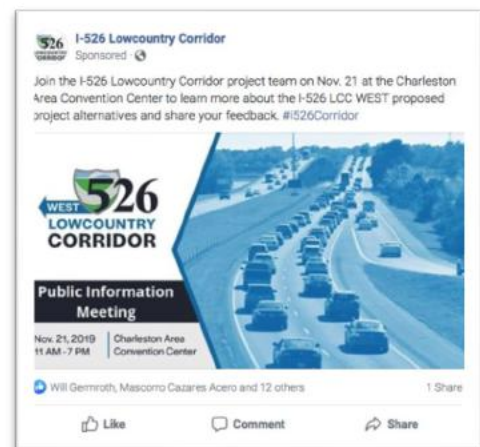 526
LOWCOUNTRY
CORRIDOR
I-526 Lowcountry Corridor
Sponsored ·
Join the I-526 Lowcountry Corridor project team on Nov. 21 at the Charleston
Area Convention Center to learn more about the I-526 LCC WEST proposed
project alternatives and share your feedback. #i526Corridor
WEST 526
LOWCOUNTRY
CORRIDOR
Public Information
Meeting
Nov. 21, 2019
11 AM - 7 PM
Charleston Area
Convention Center
Will Germroth, Mascorro Cazares Acero and 12 others
1 Share
Like
Comment
Share